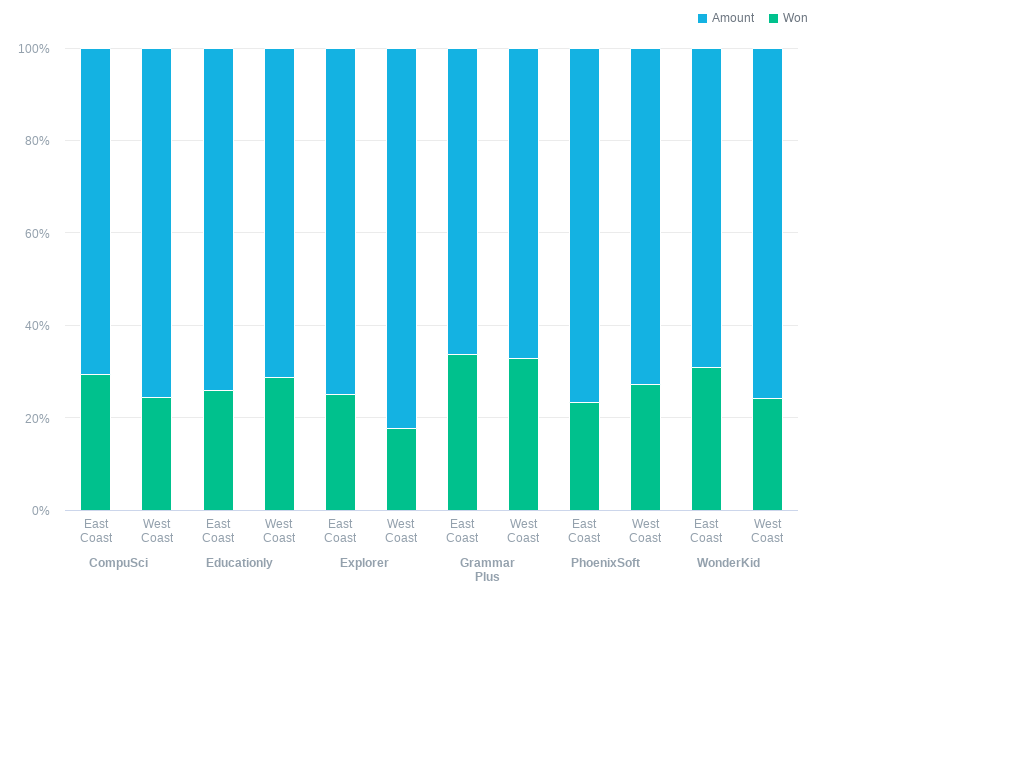 Amount Won
100%
80%
60%
40%
20%
0%
East West East West East West East West East West East West
Coast Coast Coast Coast Coast Coast Coast Coast Coast Coast Coast Coast
CompuSci Educationly Explorer Grammar PhoenixSoft WonderKid
Plus